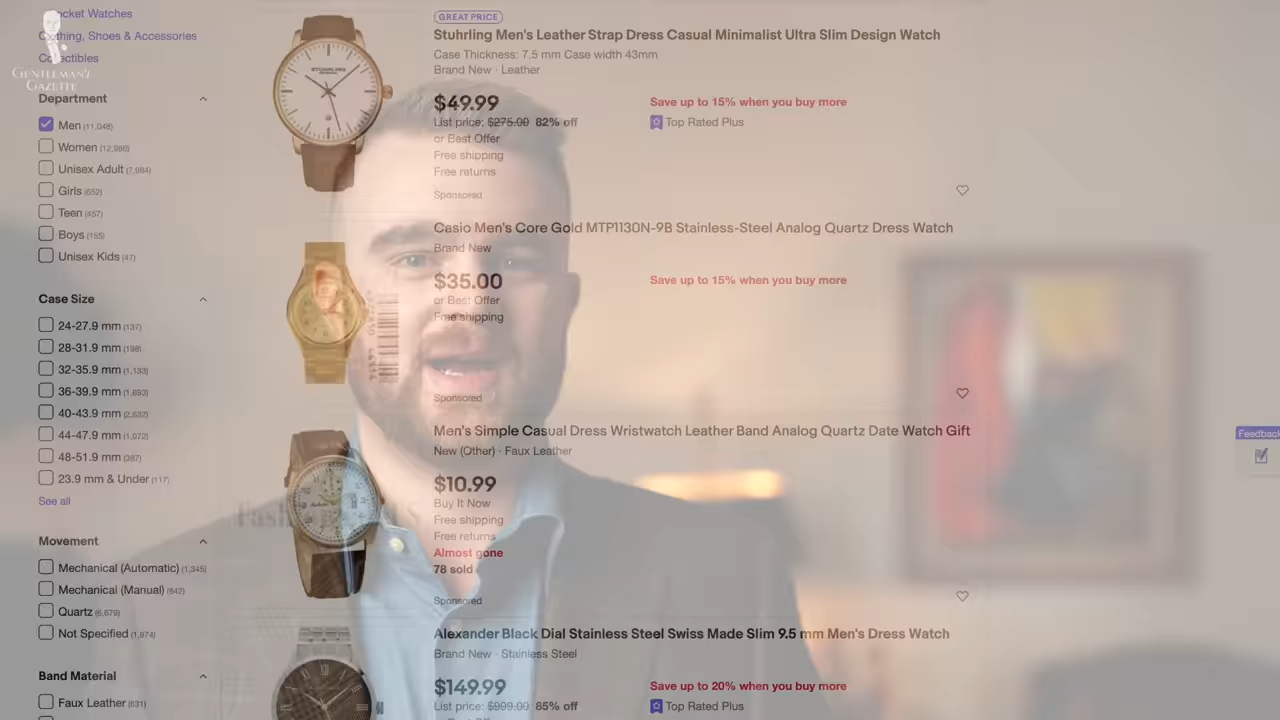 Pocket Watches
Clothing, Shoes & Accessories
Collectibles
GENTLEMAN'S
GAZETTE
Department
Men (11,048)
Women (12,986)
Unisex Adult (7,984)
Girls (652)
Teen (457)
Boys (155)
Unisex Kids (47)
Case Size
24-27.9 mm (137)
28-31.9 mm (198)
32-35.9 mm (1,133)
36-39.9 mm (1,693)
40-43.9 mm (2,632)
44-47.9 mm (1,072)
48-51.9 mm (387)
23.9 mm & Under (117)
See all
Movement
Mechanical (Automatic) (1,345)
Mechanical (Manual) (642)
Quartz (6,679)
Not Specified (1,974)
Band Material
Faux Leather (631)
GREAT PRICE
Stuhrling Men's Leather Strap Dress Casual Minimalist Ultra Slim Design Watch
Case Thickness: 7.5 mm Case width 43mm
Brand New · Leather
$49.99
List price: $275.00 82% off
or Best Offer
Free shipping
Free returns
Sponsored
Save up to 15% when you buy more
Top Rated Plus
Casio Men's Core Gold MTP1130N-9B Stainless-Steel Analog Quartz Dress Watch
Brand New
$35.00
or Best Offer
Free shipping
Sponsored
Save up to 15% when you buy more
Men's Simple Casual Dress Wristwatch Leather Band Analog Quartz Date Watch Gift
New (Other) · Faux Leather
$10.99
Buy It Now
Free shipping
Free returns
Almost gone
78 sold
Sponsored
Alexander Black Dial Stainless Steel Swiss Made Slim 9.5 mm Men's Dress Watch
Brand New · Stainless Steel
$149.99
List price: $999.00 85% off
Save up to 20% when you buy more
Top Rated Plus
Feedback
STUHRLING